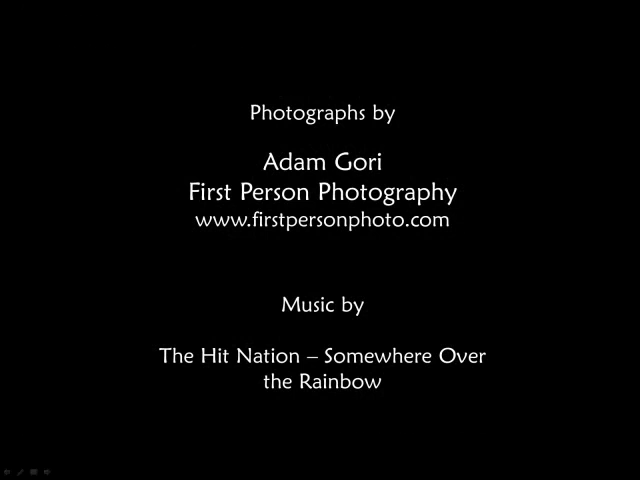 Photographs by
Adam Gori
First Person Photography
www.firstpersonphoto.com
Music by
The Hit Nation – Somewhere Over
the Rainbow